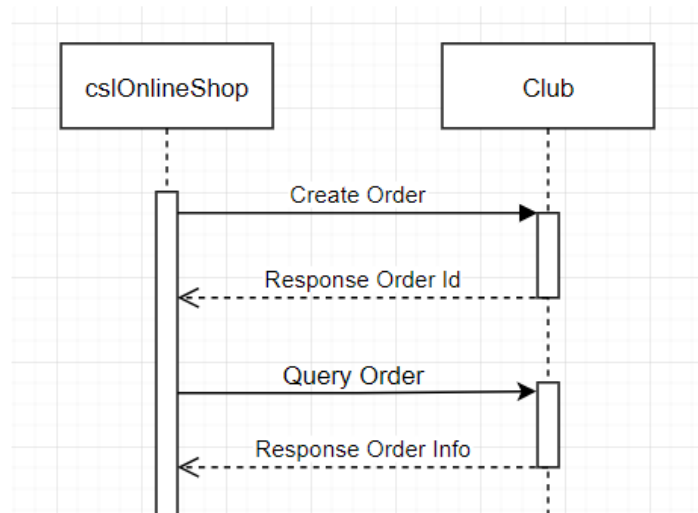 cslOnlineShop
Club
Create Order
Response Order Id
Query Order
Response Order Info